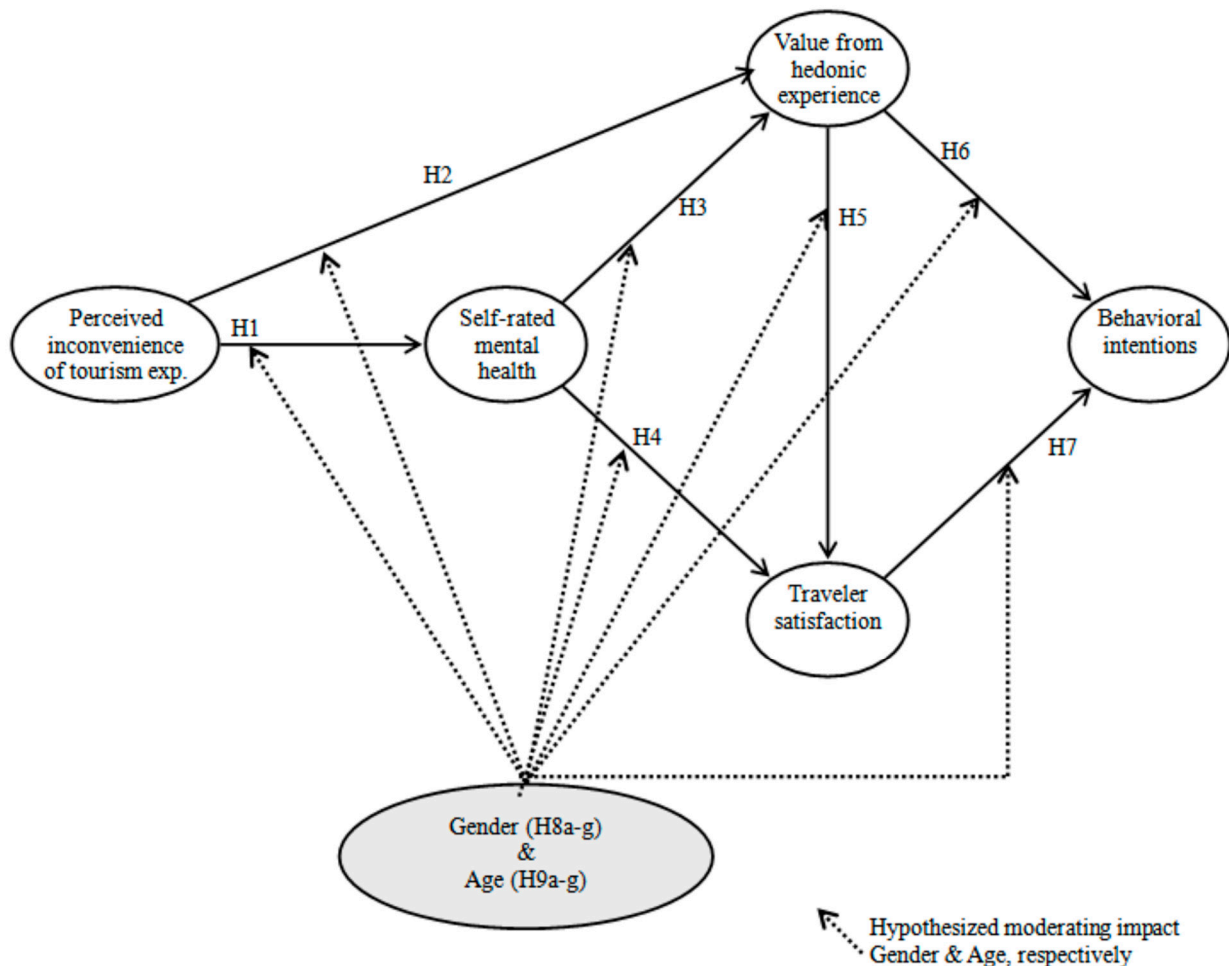 Value from
hedonic
experience
H6
H2
H3
H5
Perceived
inconvenience
of tourism exp.
H1
Self-rated
mental
health
Behavioral
intentions
H4
H7
Traveler
satisfaction
Gender (H8a-g)
&
Age (H9a-g)
Hypothesized moderating impact
Gender & Age, respectively